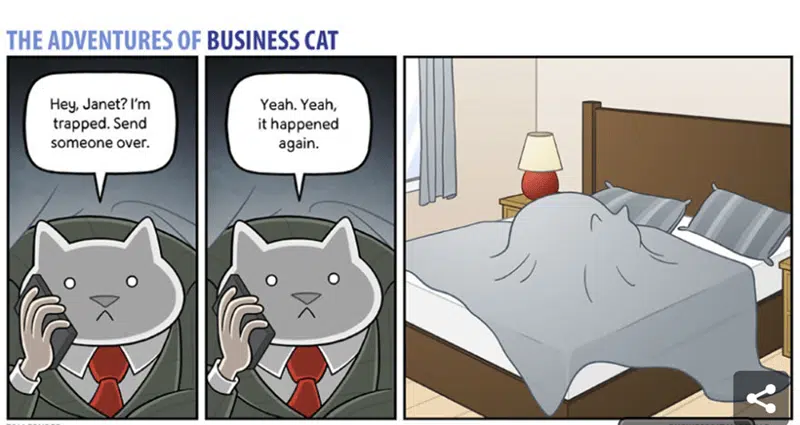 THE ADVENTURES OF BUSINESS CAT
Hey, Janet? I'm
trapped. Send
someone over.
Yeah. Yeah,
it happened
again.